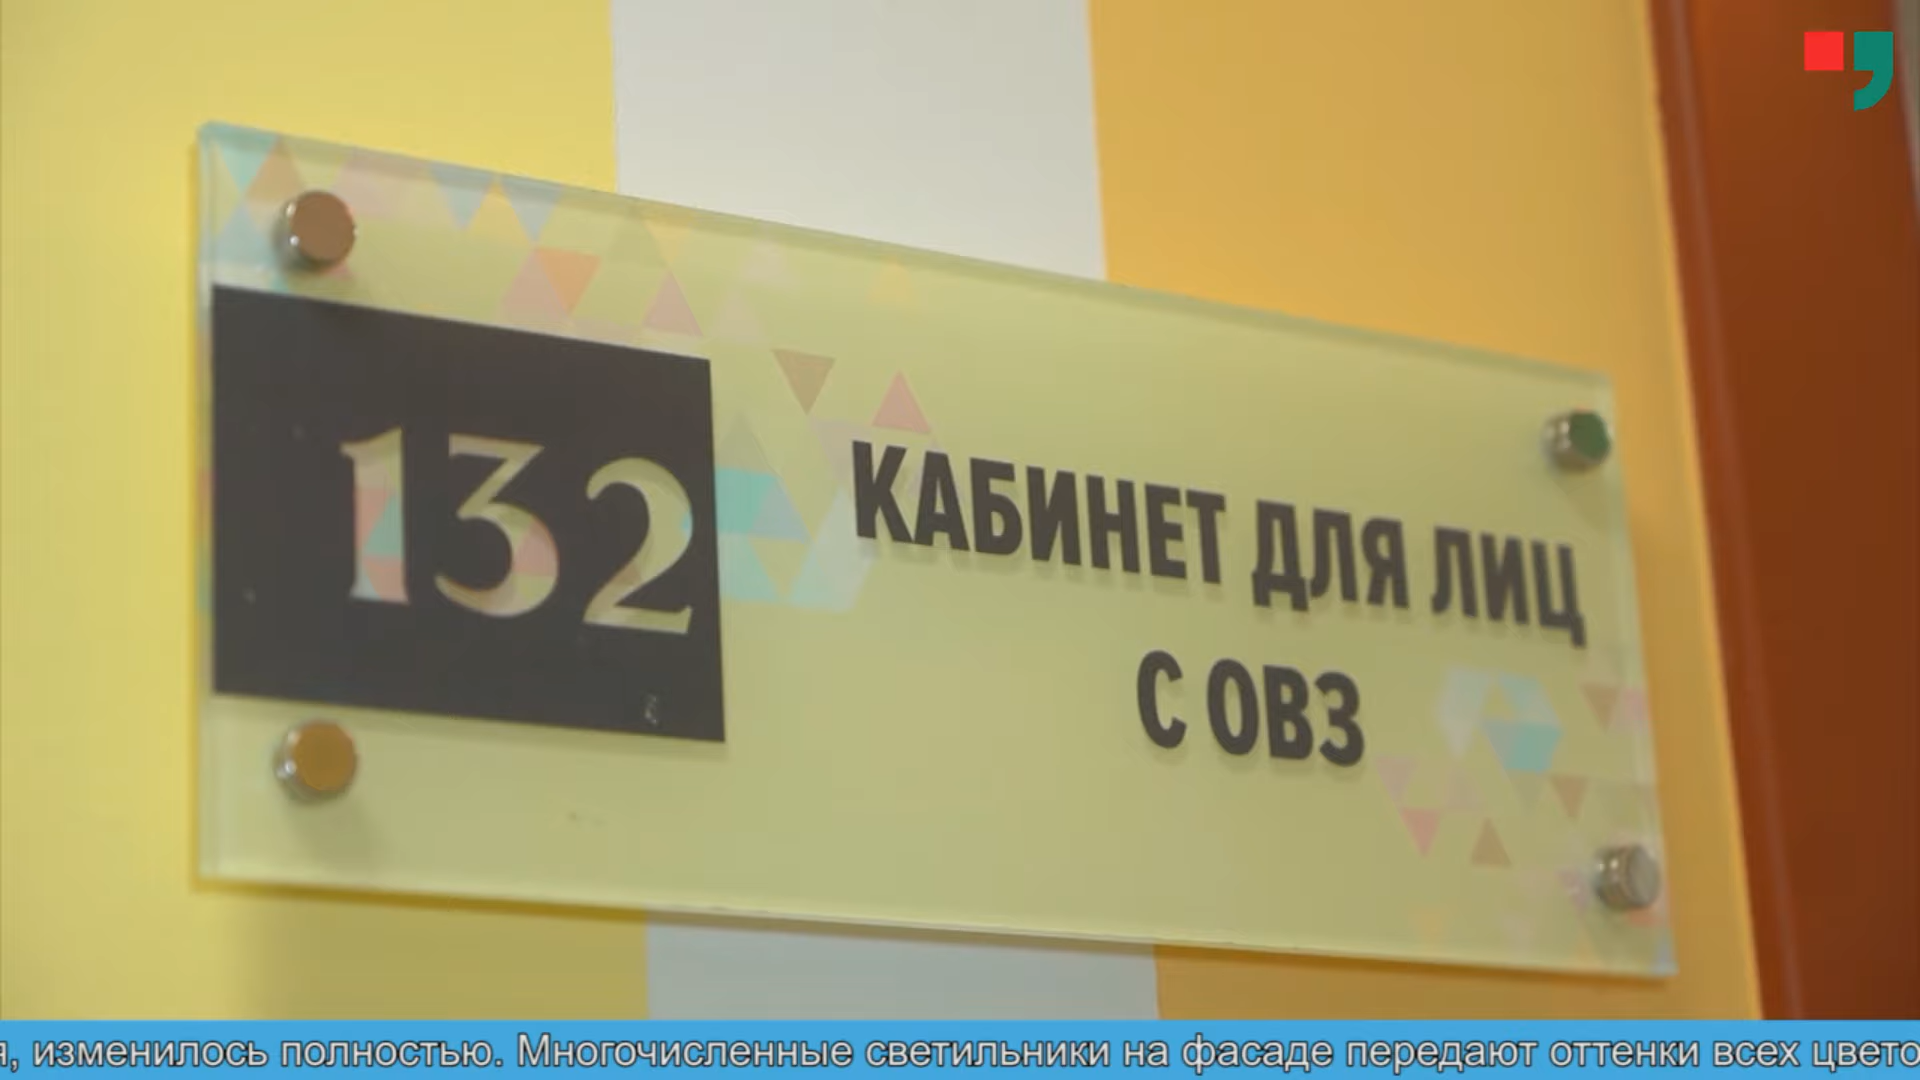 132
КАБИНЕТ ДЛЯ ЛИЦ
С ОВЗ
я, изменилось полностью. Многочисленные светильники на фасаде передают оттенки всех цвето